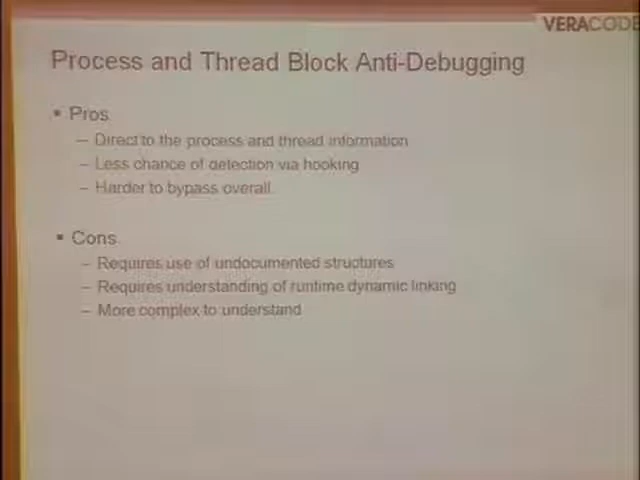 VERACODE
Process and Thread Block Anti-Debugging
▪ Pros
– Direct to the process and thread information
– Less chance of detection via hooking
– Harder to bypass overall
▪ Cons
– Requires use of undocumented structures
– Requires understanding of runtime dynamic linking
– More complex to understand